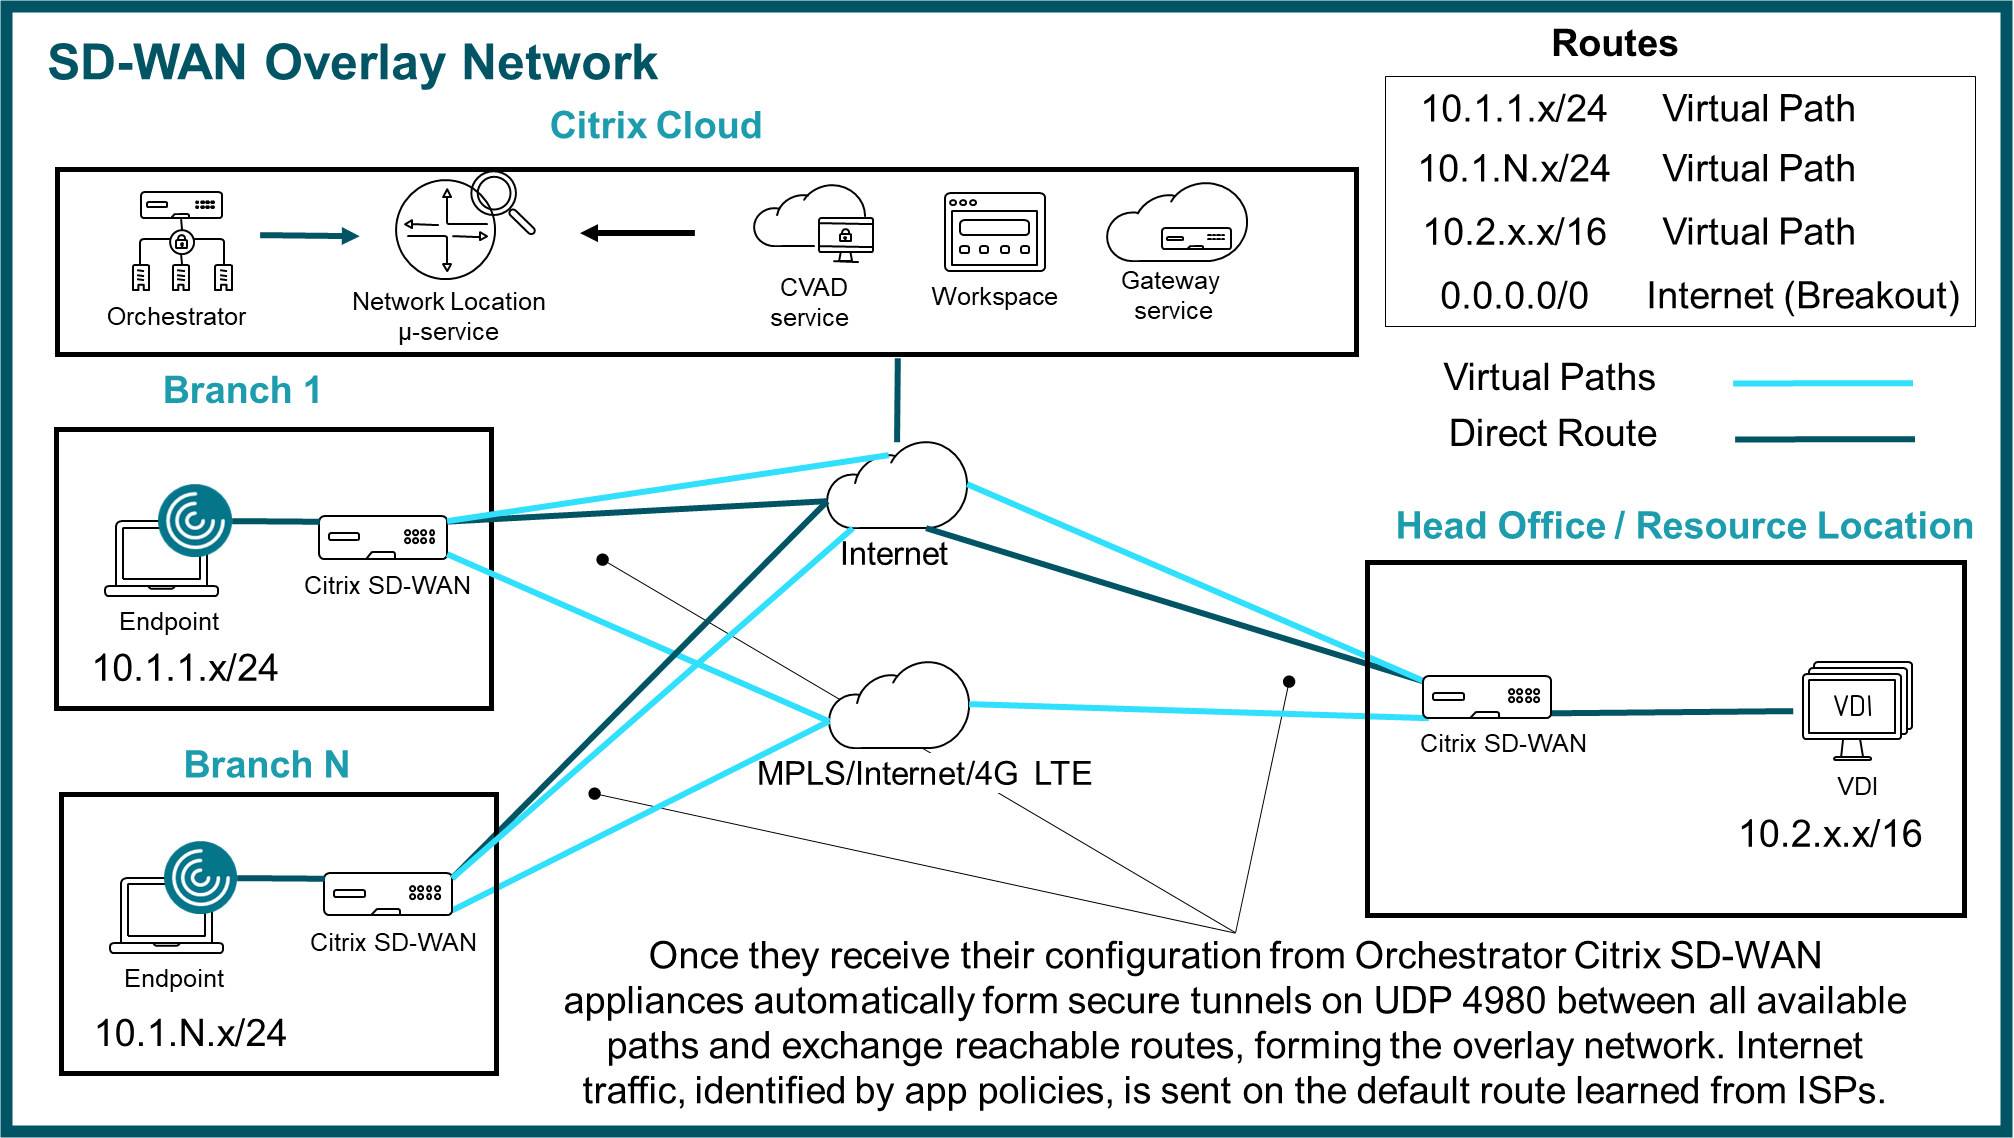 SD-WAN Overlay Network
Routes
10.1.1.x/24 Virtual Path
10.1.N.x/24 Virtual Path
10.2.x.x/16 Virtual Path
0.0.0.0/0 Internet (Breakout)
Citrix Cloud
Orchestrator
Network Location
µ-service
CVAD
service
Workspace
Gateway
service
Virtual Paths
Direct Route
Branch 1
Citrix SD-WAN
Endpoint
10.1.1.x/24
Internet
Head Office / Resource Location
VDI
Citrix SD-WAN
VDI
10.2.x.x/16
MPLS/Internet/4G LTE
Branch N
Citrix SD-WAN
Endpoint
10.1.N.x/24
Once they receive their configuration from Orchestrator Citrix SD-WAN
appliances automatically form secure tunnels on UDP 4980 between all available
paths and exchange reachable routes, forming the overlay network. Internet
traffic, identified by app policies, is sent on the default route learned from ISPs.